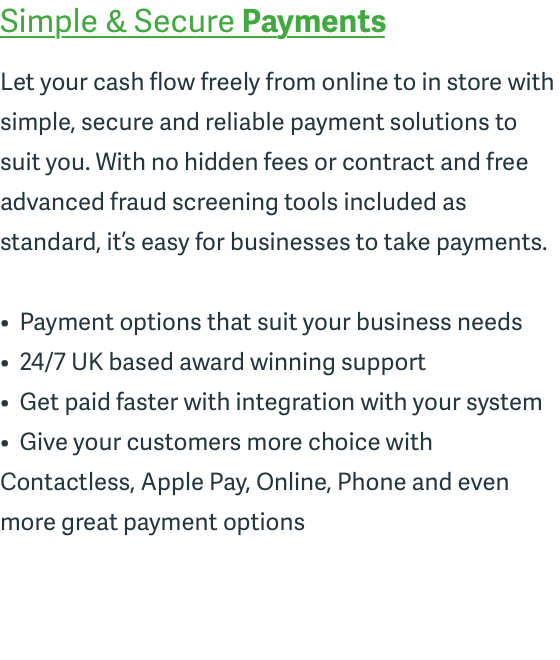 Simple & Secure Payments
Let your cash flow freely from online to in store with
simple, secure and reliable payment solutions to
suit you. With no hidden fees or contract and free
advanced fraud screening tools included as
standard, it’s easy for businesses to take payments.
• Payment options that suit your business needs
• 24/7 UK based award winning support
• Get paid faster with integration with your system
• Give your customers more choice with
Contactless, Apple Pay, Online, Phone and even
more great payment options